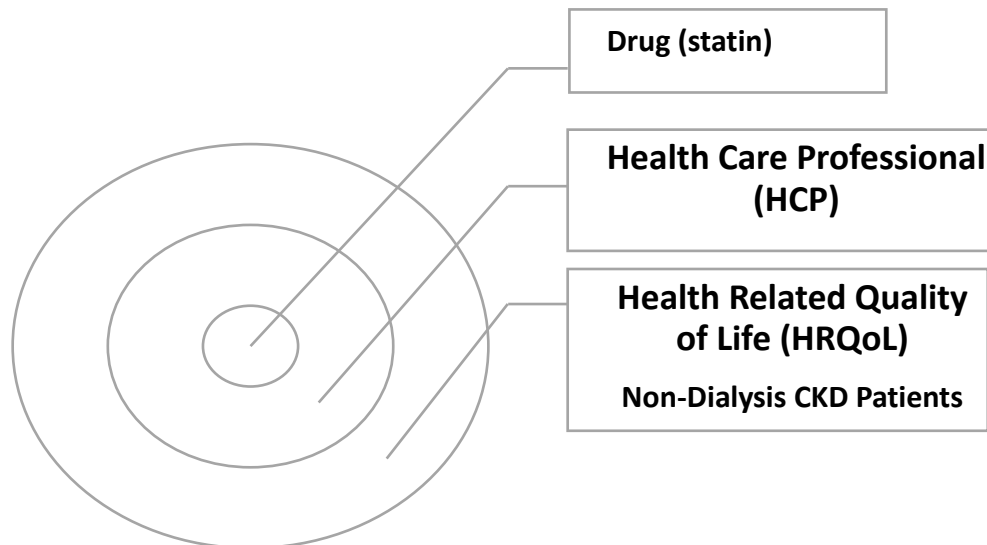 Drug (statin)
Health Care Professional
(HCP)
Health Related Quality
of Life (HRQoL)
Non-Dialysis CKD Patients